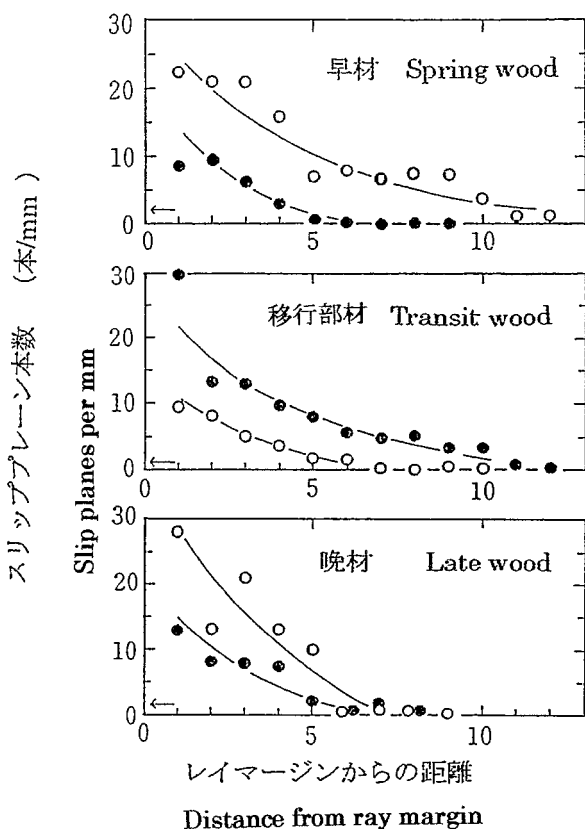 スリッププレーン本数 (本/mm)
Slip planes per mm
30
20
10
0
早材 Spring wood
0 5 10
30
20
10
0
移行部材 Transit wood
0 5 10
30
20
10
0
晩材 Late wood
0 5 10
レイマージンからの距離
Distance from ray margin